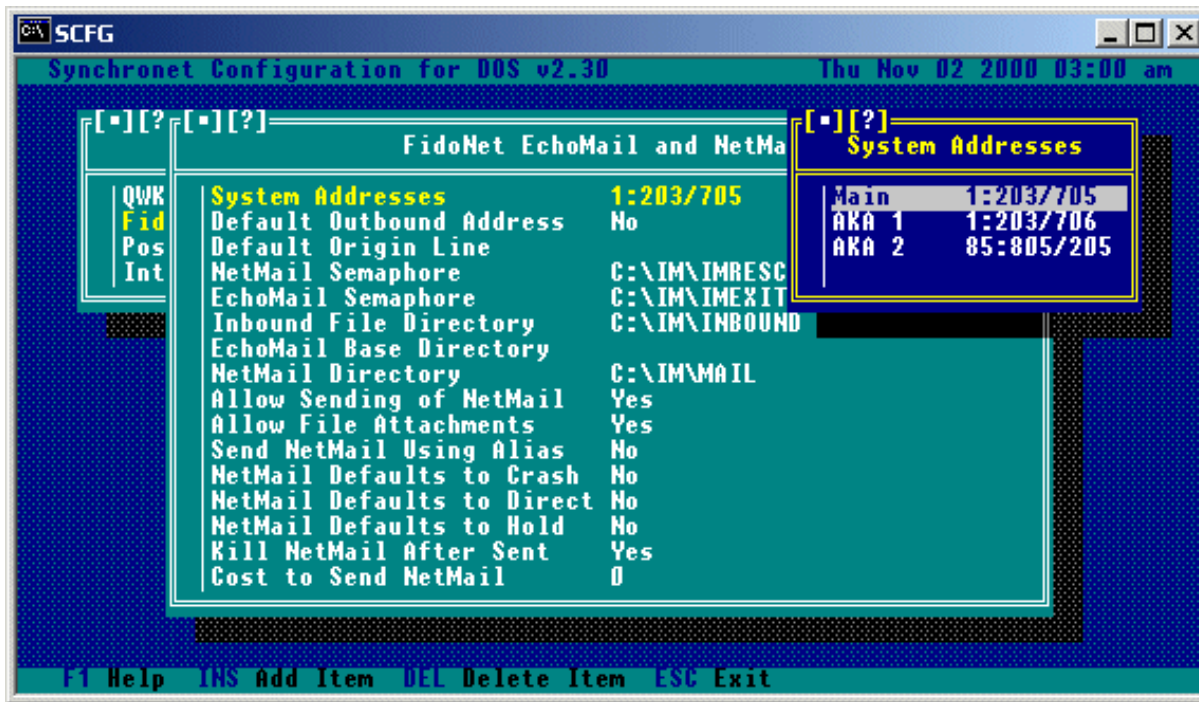 SCFG
Synchronet Configuration for DOS v2.30 Thu Nov 02 2000 03:00 am
[▪][?
[▪][?]
[▪][?]
FidoNet EchoMail and NetMa
System Addresses
QWK
Fid
Pos
Int
System Addresses 1:203/705
Default Outbound Address No
Default Origin Line
NetMail Semaphore C:\IM\IMRESC
EchoMail Semaphore C:\IM\IMEXIT
Inbound File Directory C:\IM\INBOUND
EchoMail Base Directory
NetMail Directory C:\IM\MAIL
Allow Sending of NetMail Yes
Allow File Attachments Yes
Send NetMail Using Alias No
NetMail Defaults to Crash No
NetMail Defaults to Direct No
NetMail Defaults to Hold No
Kill NetMail After Sent Yes
Cost to Send NetMail 0
Main 1:203/705
AKA 1 1:203/706
AKA 2 85:805/205
F1 Help INS Add Item DEL Delete Item ESC Exit